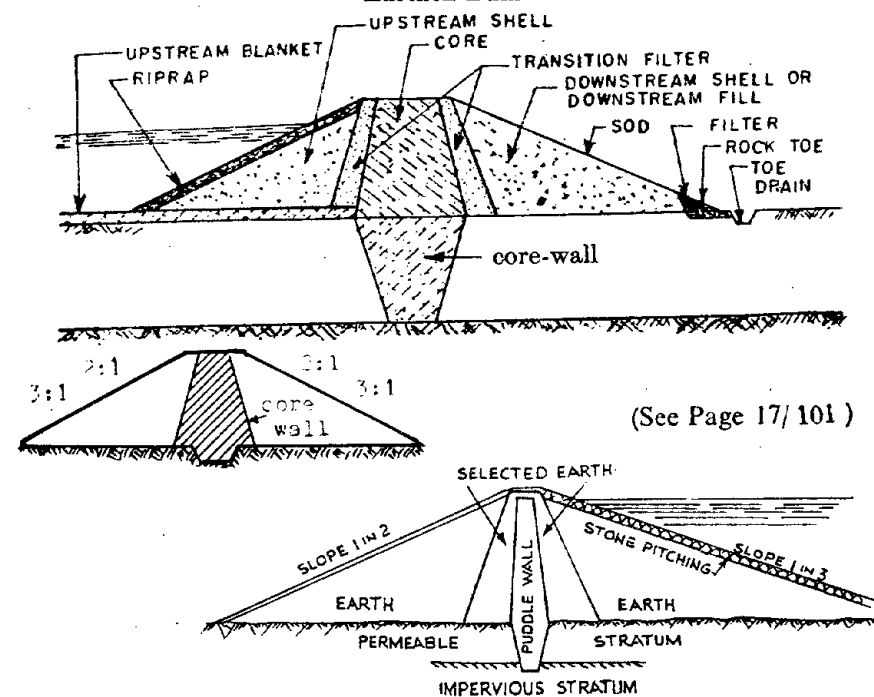 UPSTREAM SHELL
CORE
UPSTREAM BLANKET
RIPRAP
TRANSITION FILTER
DOWNSTREAM SHELL OR
DOWNSTREAM FILL
SOD
FILTER
ROCK TOE
TOE
DRAIN
core-wall
3:1
2:1
2:1
3:1
core
wall
(See Page 17/101)
SELECTED EARTH
SLOPE 1 IN 2
STONE PITCHING
SLOPE 1 IN 3
PUDDLE WALL
EARTH
EARTH
PERMEABLE
STRATUM
IMPERVIOUS STRATUM